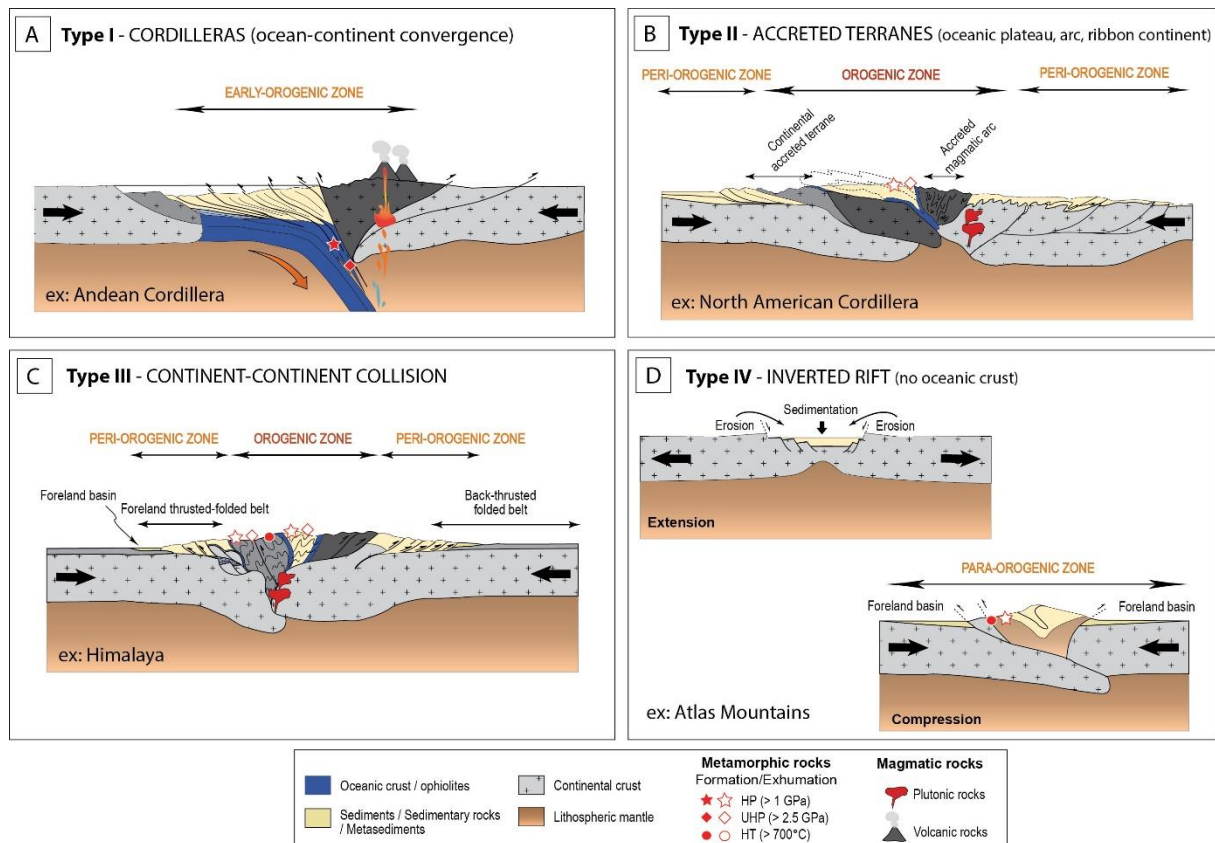 A Type I - CORDILLERAS (ocean-continent convergence)
EARLY-OROGENIC ZONE
ex: Andean Cordillera
B Type II - ACCRETED TERRANES (oceanic plateau, arc, ribbon continent)
PERI-OROGENIC ZONE OROGENIC ZONE PERI-OROGENIC ZONE
Continental
accreted terrane
Accreted
magmatic arc
ex: North American Cordillera
C Type III - CONTINENT-CONTINENT COLLISION
PERI-OROGENIC ZONE OROGENIC ZONE PERI-OROGENIC ZONE
Foreland basin
Foreland thrusted-folded belt
Back-thrusted
folded belt
ex: Himalaya
D Type IV - INVERTED RIFT (no oceanic crust)
Sedimentation
Erosion Erosion
Extension
PARA-OROGENIC ZONE
Foreland basin Foreland basin
ex: Atlas Mountains
Compression
Oceanic crust / ophiolites
Sediments / Sedimentary rocks
/ Metasediments
Continental crust
Lithospheric mantle
Metamorphic rocks
Formation/Exhumation
HP (> 1 GPa)
UHP (> 2.5 GPa)
HT (> 700°C)
Magmatic rocks
Plutonic rocks
Volcanic rocks